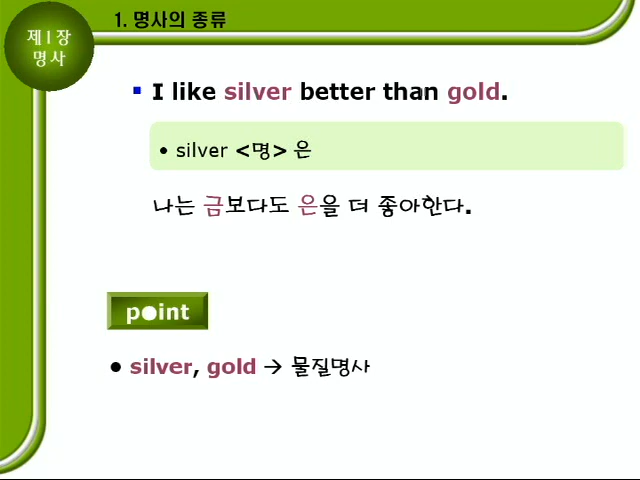 제1장
명사
1. 명사의 종류
▪ I like silver better than gold.
• silver <명> 은
나는 금보다도 은을 더 좋아한다.
point
• silver, gold → 물질명사